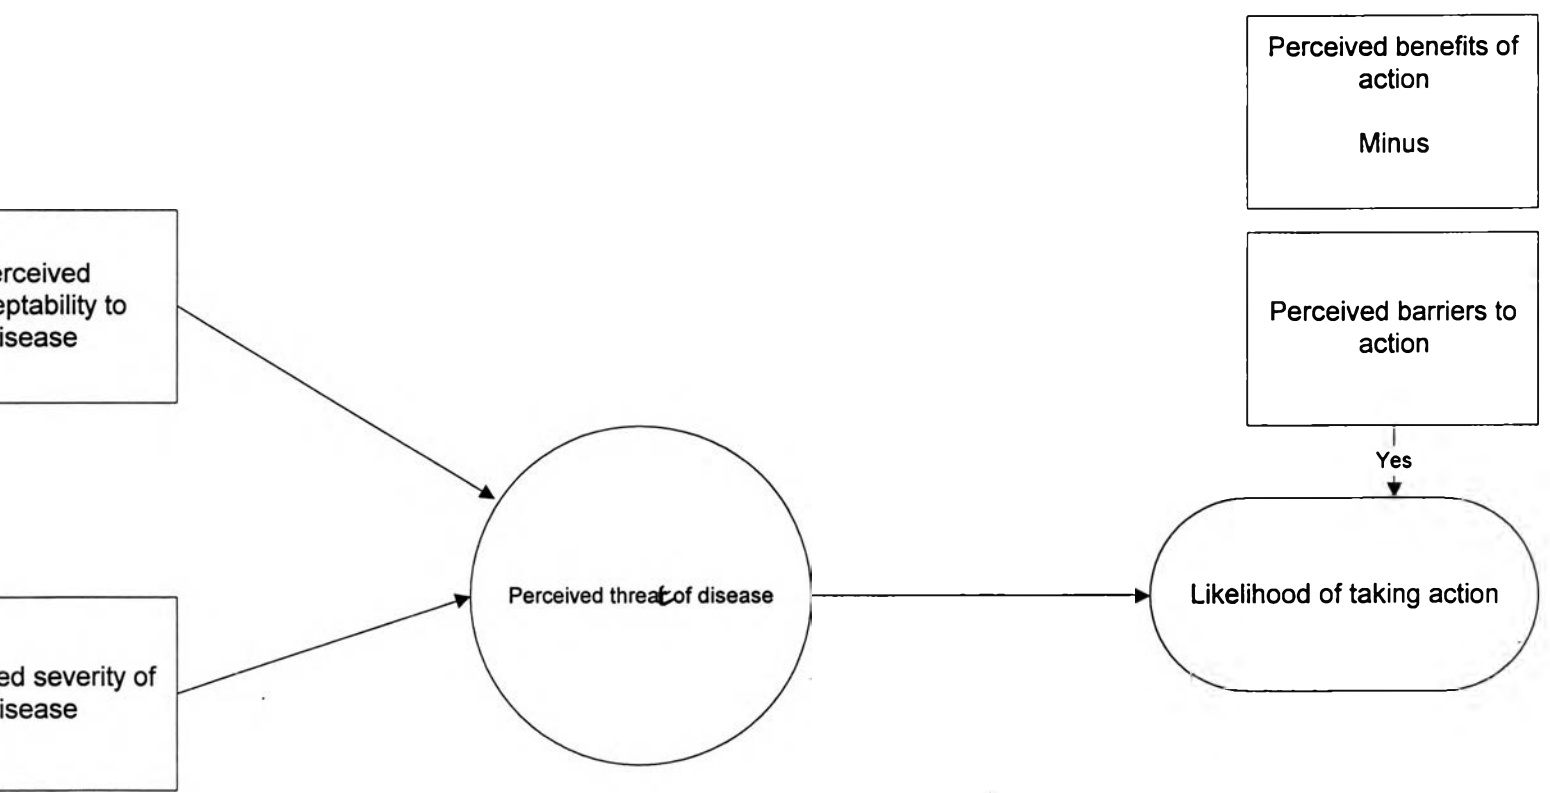 Perceived benefits of
action
Minus
erceived
eptability to
isease
Perceived barriers to
action
Yes
Perceived threat of disease
Likelihood of taking action
ed severity of
isease